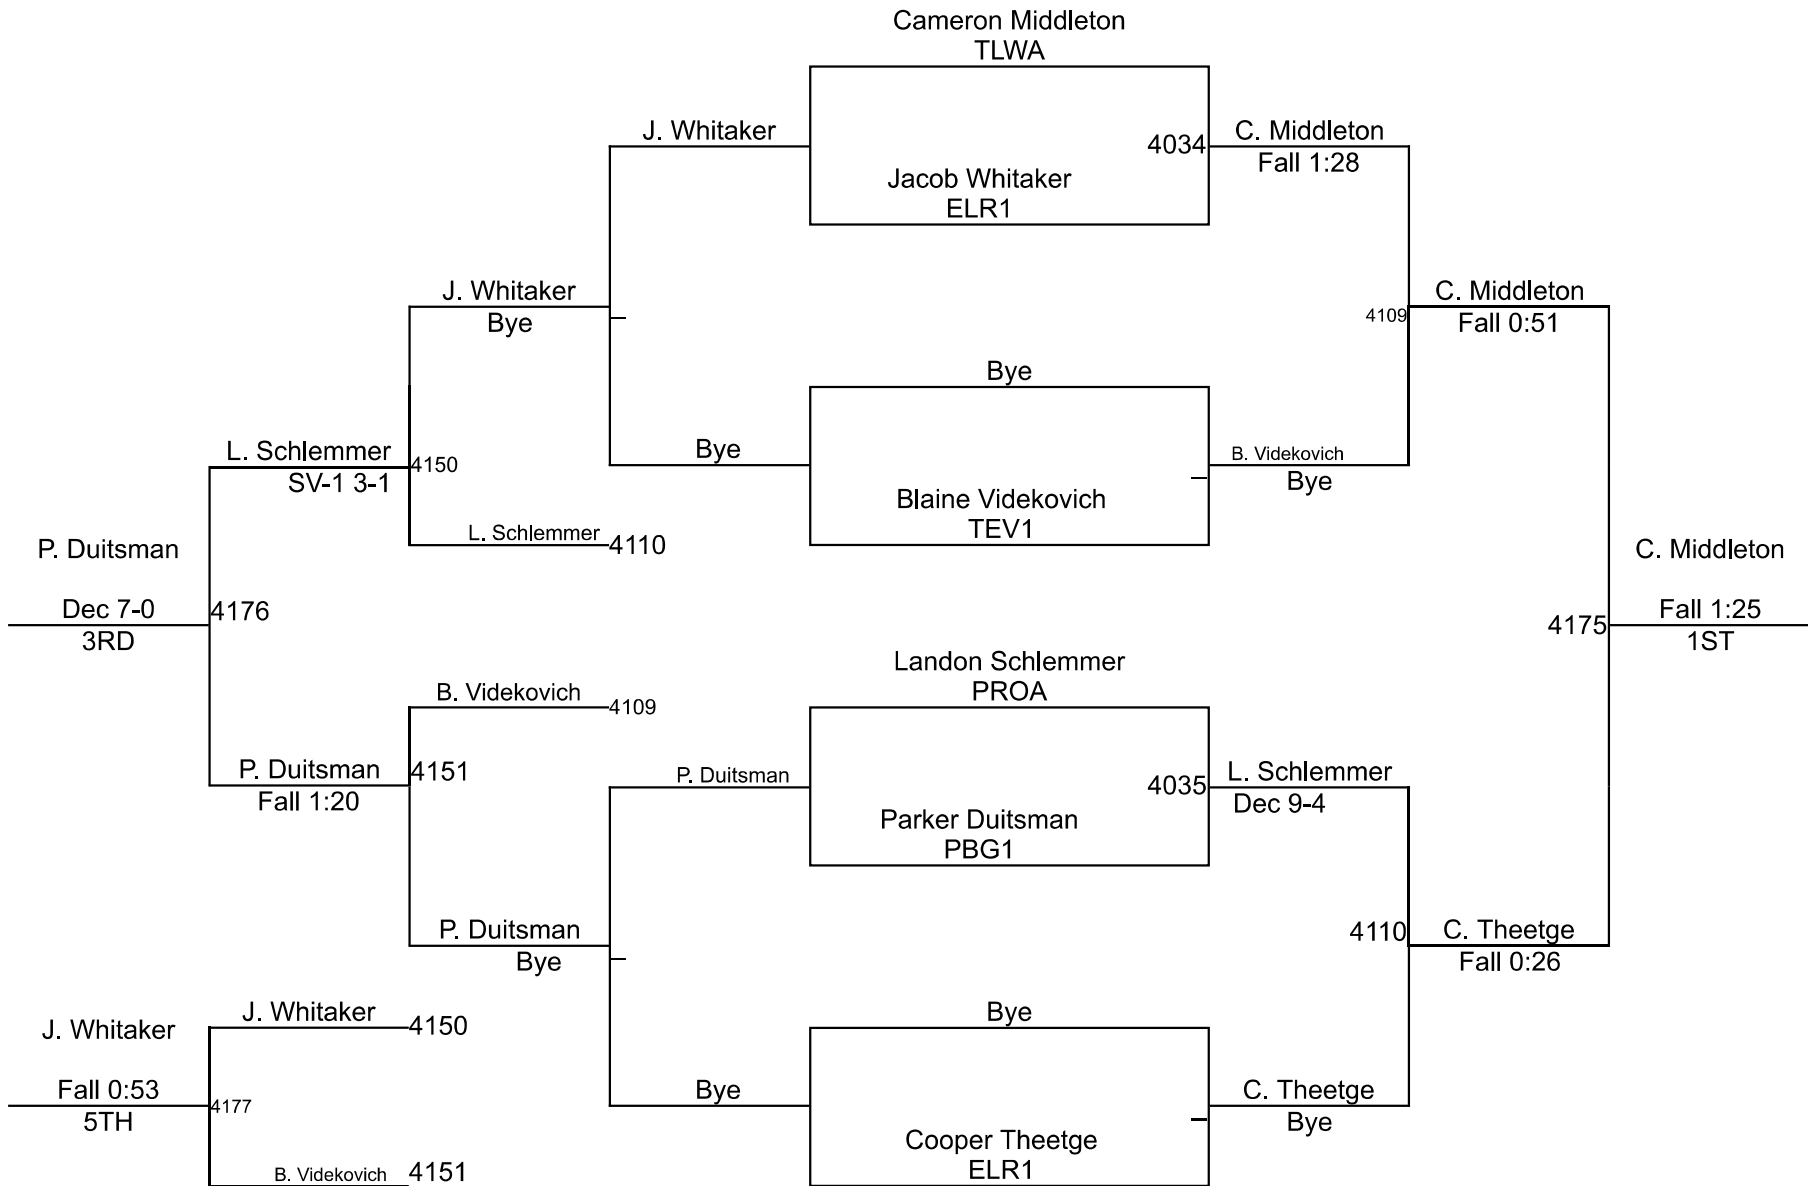 Cameron Middleton
TLWA
J. Whitaker
4034
C. Middleton
Fall 1:28
Jacob Whitaker
ELR1
J. Whitaker
Bye
4109
C. Middleton
Fall 0:51
Bye
L. Schlemmer
SV-1 3-1
4150
Bye
B. Videkovich
Bye
Blaine Videkovich
TEV1
L. Schlemmer
4110
P. Duitsman
Dec 7-0
3RD
4176
C. Middleton
4175
Fall 1:25
1ST
Landon Schlemmer
PROA
B. Videkovich
4109
P. Duitsman
Fall 1:20
4151
P. Duitsman
4035
L. Schlemmer
Dec 9-4
Parker Duitsman
PBG1
P. Duitsman
Bye
4110
C. Theetge
Fall 0:26
J. Whitaker
Fall 0:53
5TH
J. Whitaker
4150
4177
B. Videkovich
4151
Bye
Bye
C. Theetge
Bye
Cooper Theetge
ELR1